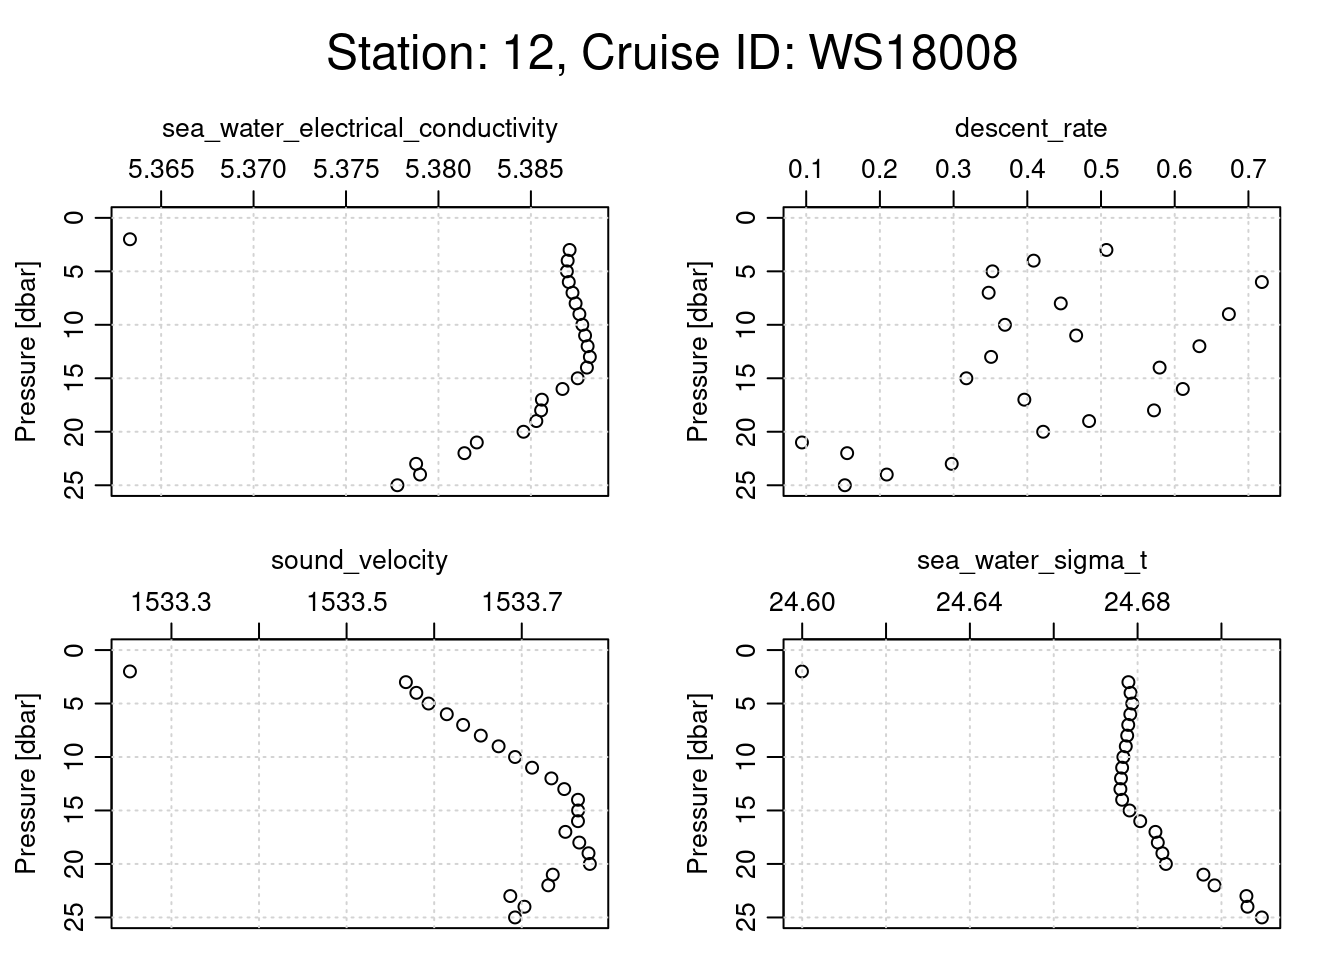 Station: 12, Cruise ID: WS18008
sea_water_electrical_conductivity
5.365 5.370 5.375 5.380 5.385
Pressure [dbar]
0
5
10
15
20
25
descent_rate
0.1 0.2 0.3 0.4 0.5 0.6 0.7
Pressure [dbar]
0
5
10
15
20
25
sound_velocity
1533.3 1533.5 1533.7
Pressure [dbar]
0
5
10
15
20
25
sea_water_sigma_t
24.60 24.64 24.68
Pressure [dbar]
0
5
10
15
20
25